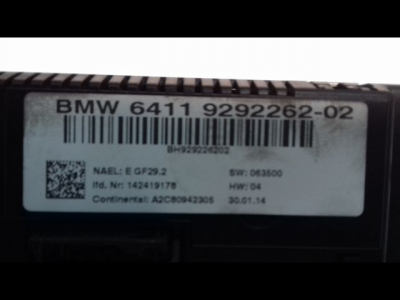 BMW 6411 9292262-02
BH929226202
NAEL: E GF29.2 SW: 063500
lfd. Nr: 142419178 HW: 04
Continental: A2C80942305 30.01.14